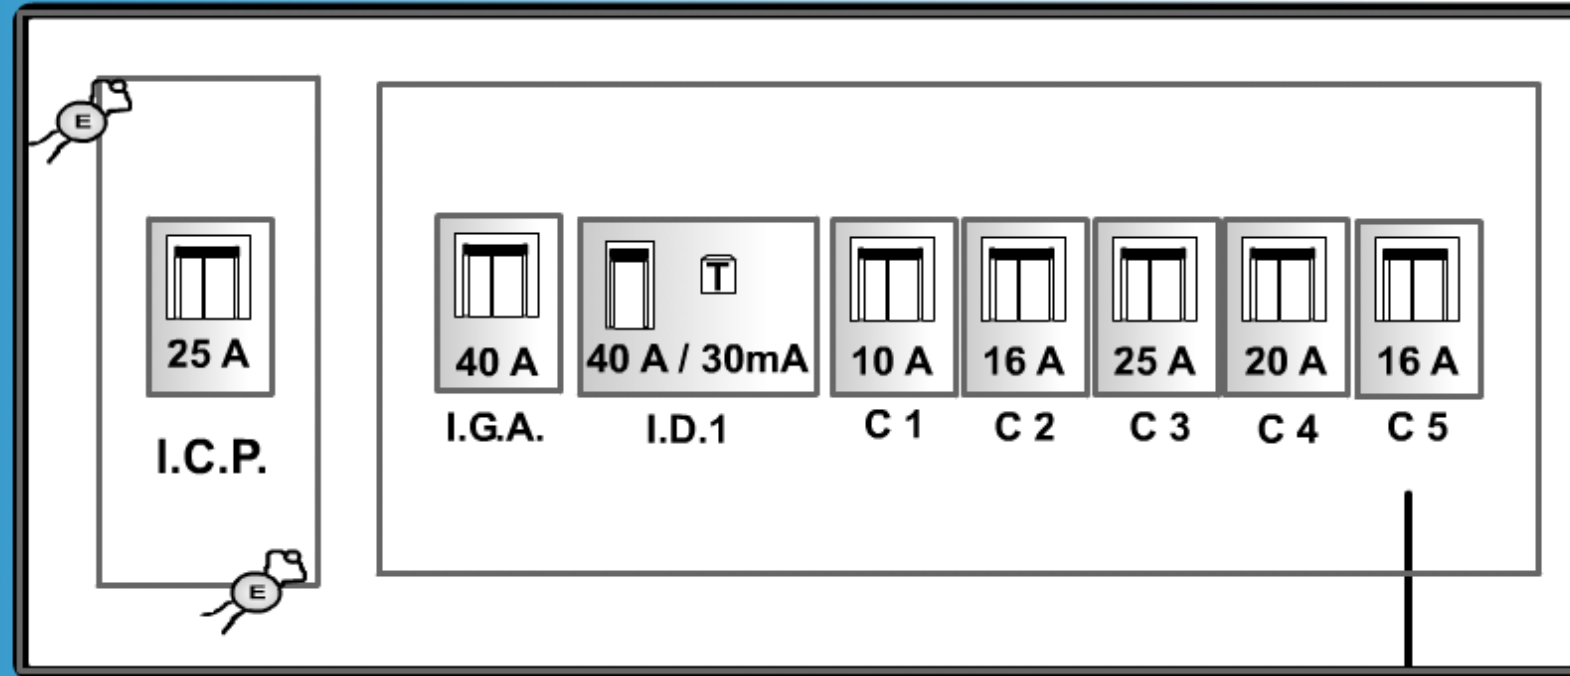 E
25 A
I.C.P.
E
40 A
I.G.A.
T
40 A / 30mA
I.D.1
10 A
C 1
16 A
C 2
25 A
C 3
20 A
C 4
16 A
C 5